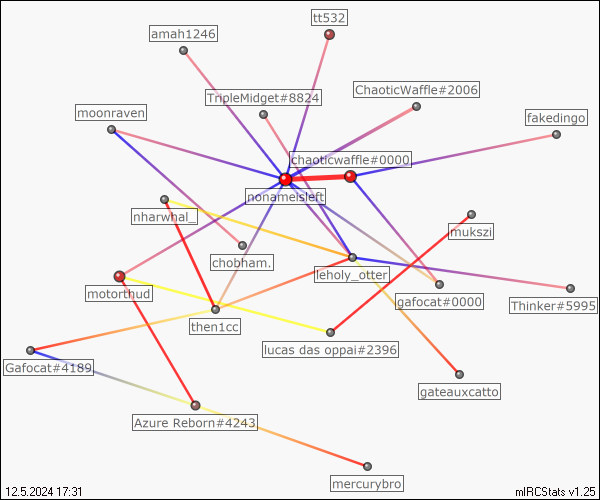 tt532
amah1246
ChaoticWaffle#2006
TripleMidget#8824
moonraven
fakedingo
chaoticwaffle#0000
nonameisleft
nharwhal_
mukszi
chobham.
leholy_otter
motorthud
gafocat#0000
Thinker#5995
then1cc
lucas das oppai#2396
Gafocat#4189
gateauxcatto
Azure Reborn#4243
mercurybro
12.5.2024 17:31
mIRCStats v1.25